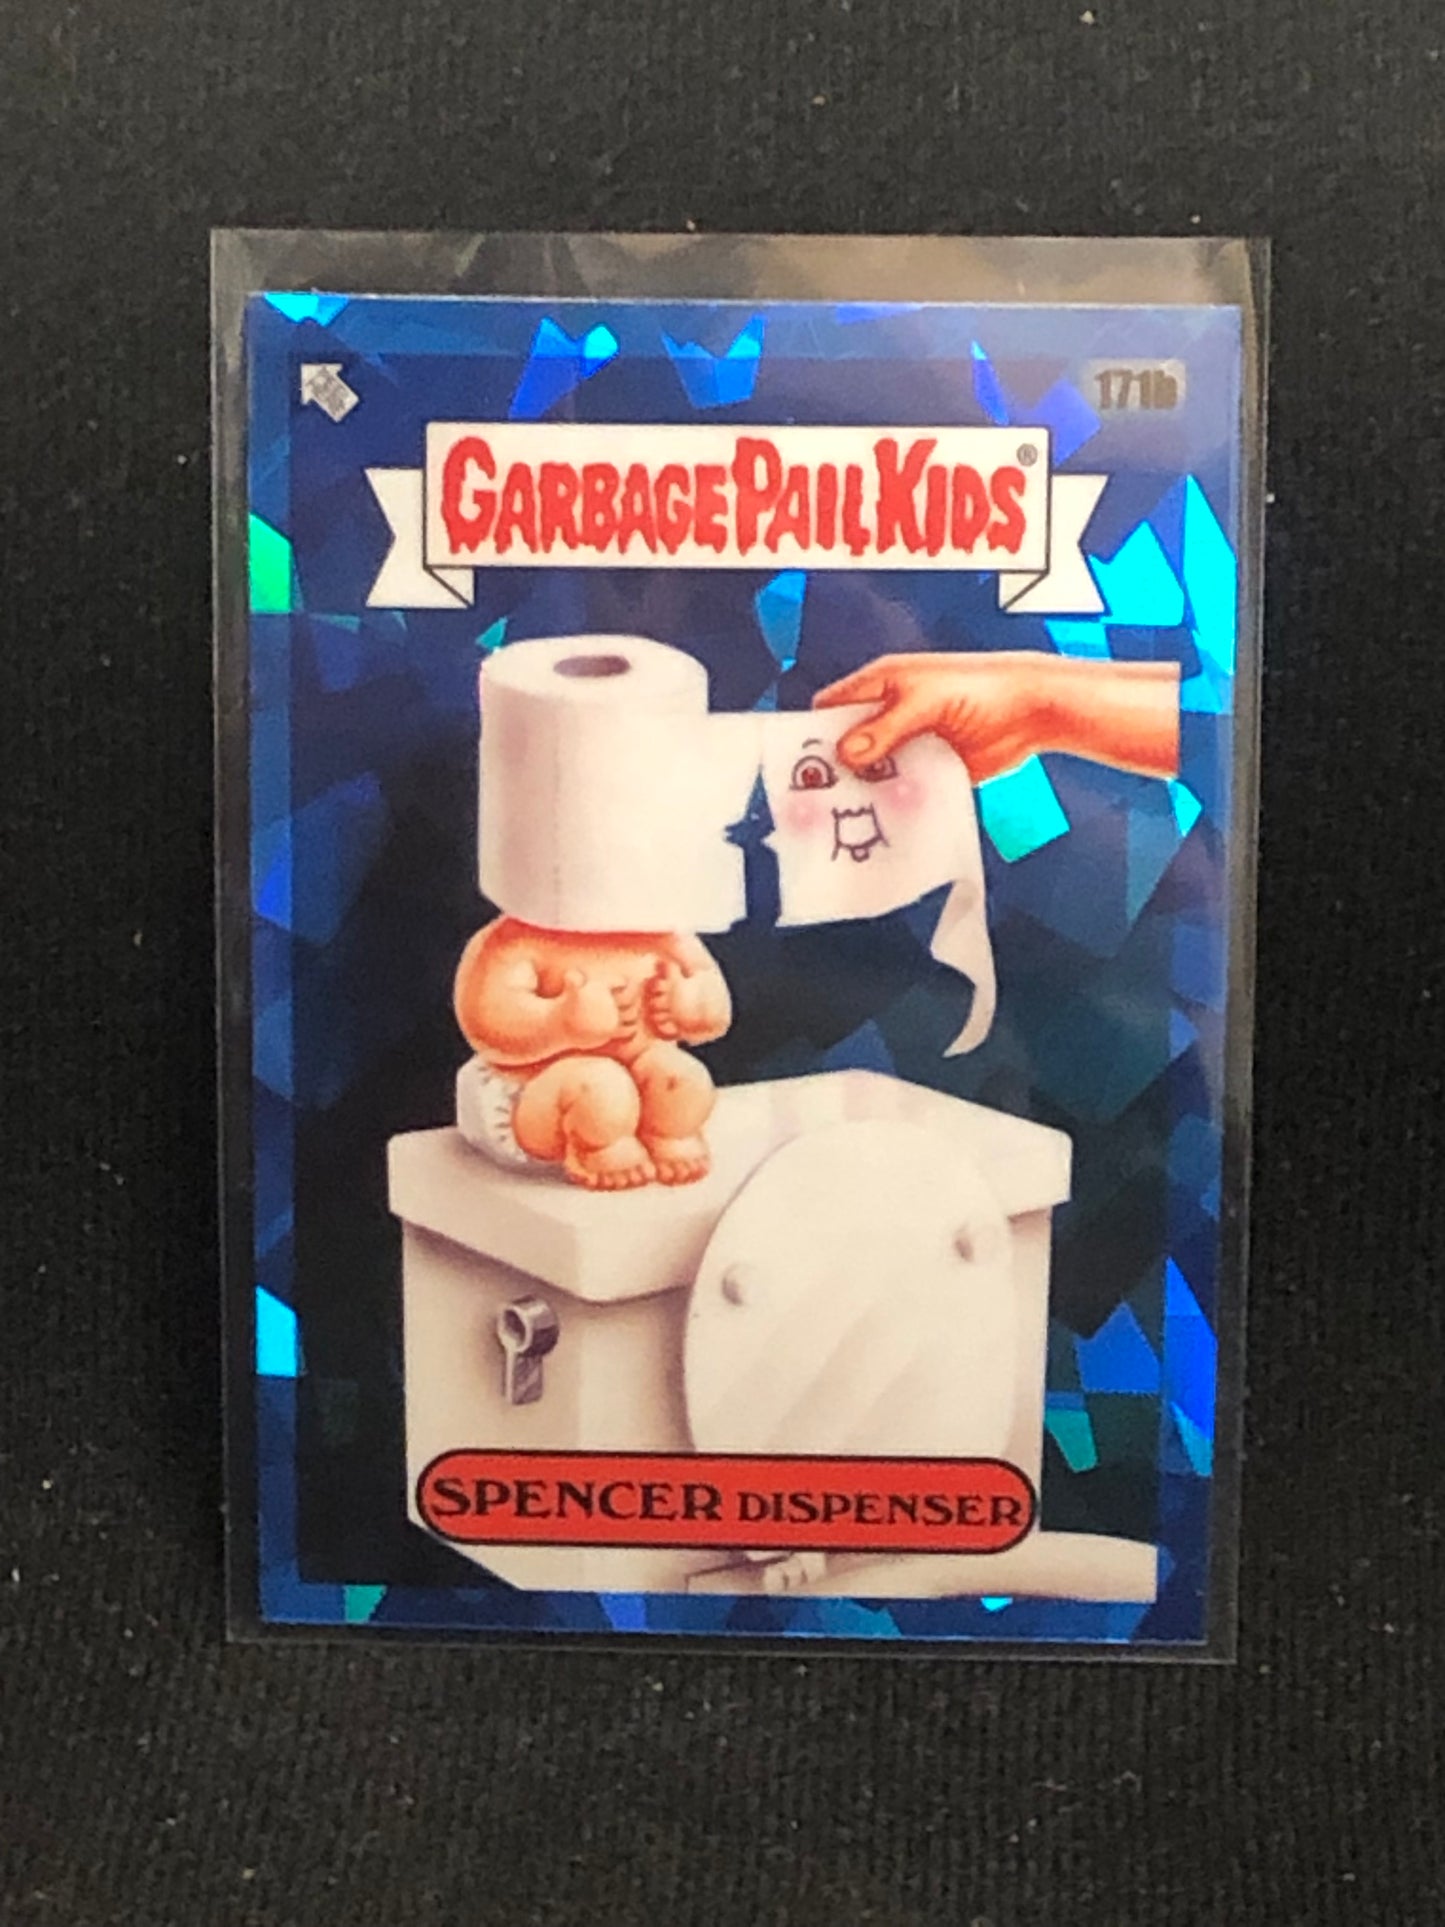 171b
GARBAGE PAIL KIDS®
SPENCER DISPENSER